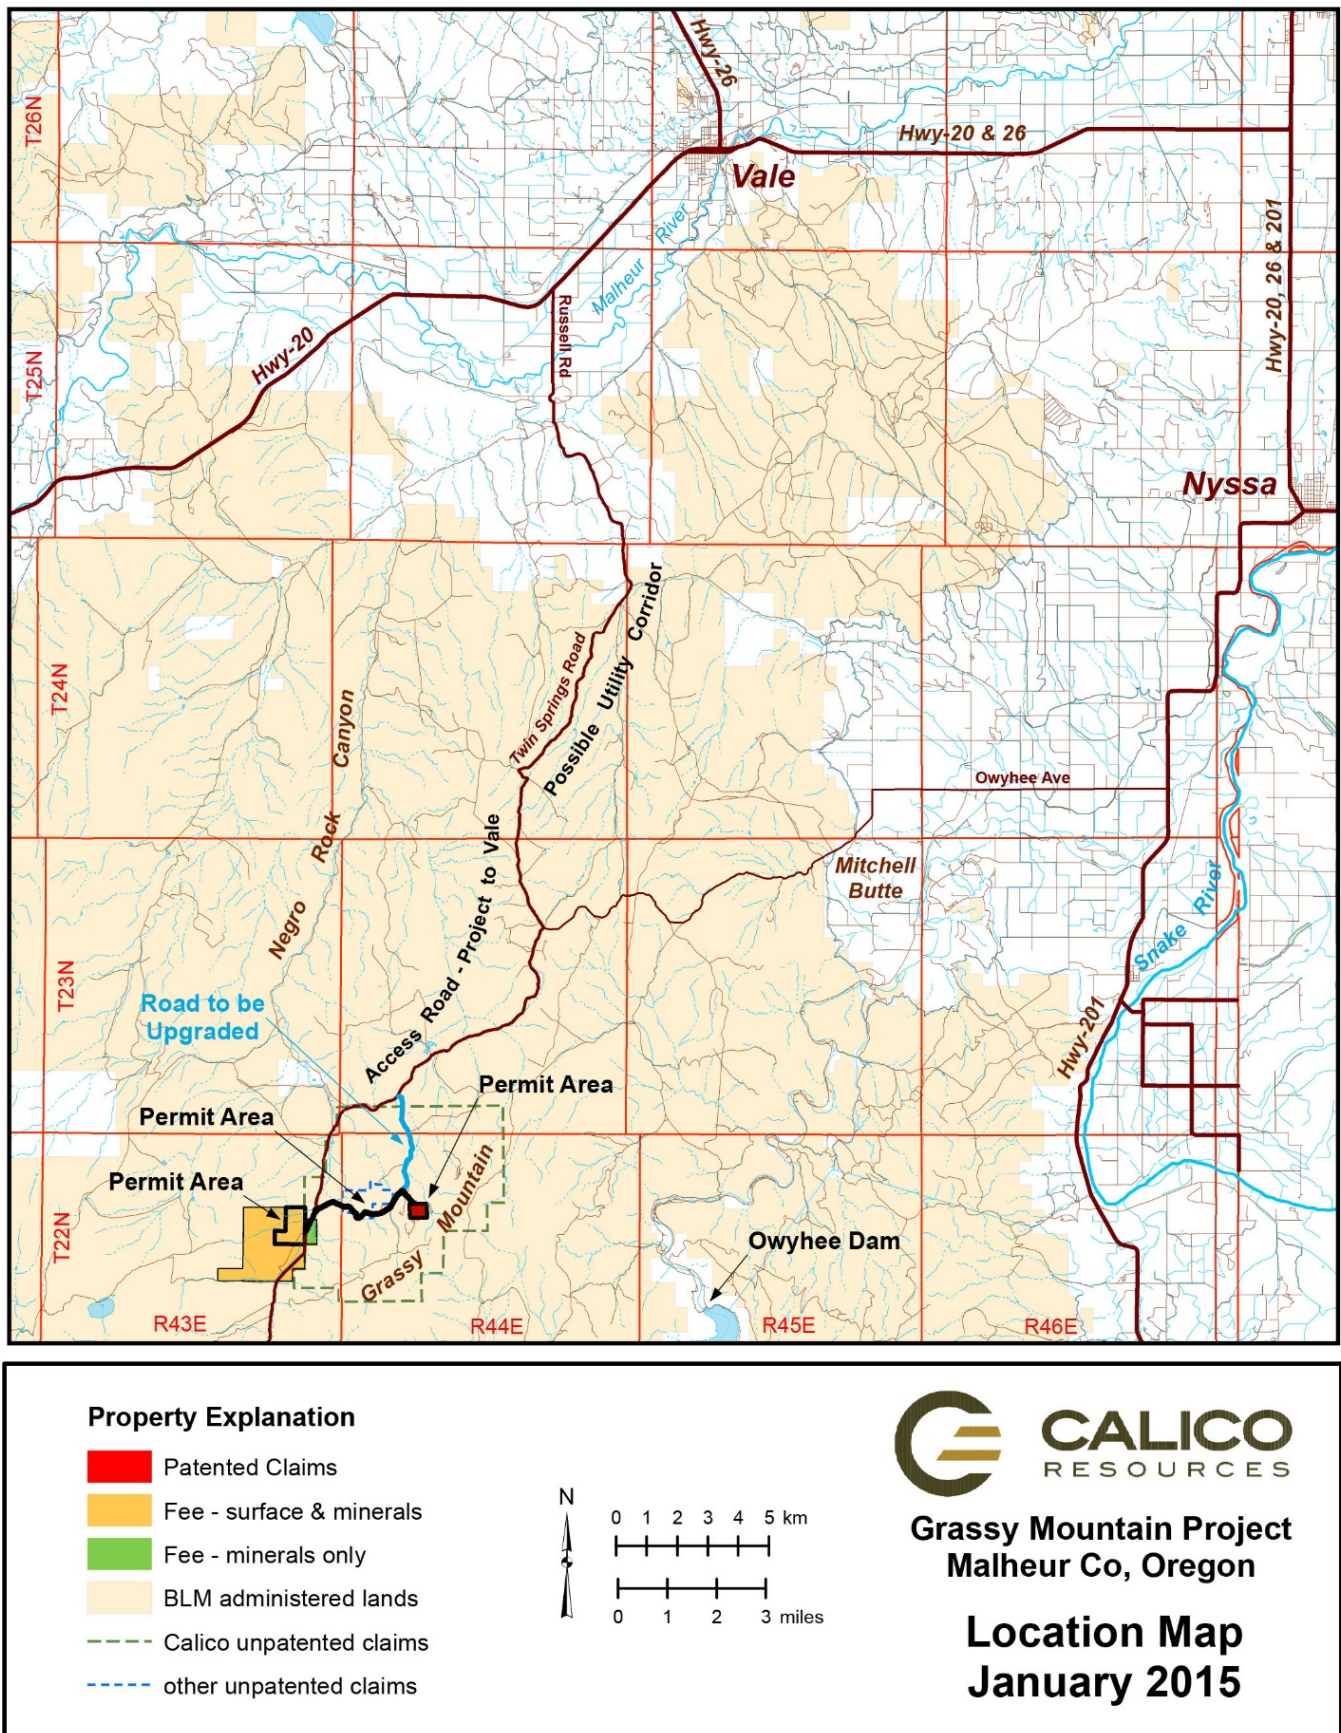 Hwy-26
Hwy-20 & 26
Vale
T26N
Malheur River
Hwy-20, 26 & 201
Russell Rd
Hwy-20
T25N
Nyssa
Possible Utility Corridor
Twin Springs Road
T24N
Negro Rock Canyon
Owyhee Ave
Access Road - Project to Vale
Mitchell
Butte
Snake River
T23N
Road to be
Upgraded
Hwy-201
Permit Area
Permit Area
Permit Area
Grassy Mountain
T22N
Owyhee Dam
R43E
R44E
R45E
R46E
Property Explanation
Patented Claims
Fee - surface & minerals
Fee - minerals only
BLM administered lands
Calico unpatented claims
other unpatented claims
N
0 1 2 3 4 5 km
0 1 2 3 miles
CALICO
RESOURCES
Grassy Mountain Project
Malheur Co, Oregon
Location Map
January 2015